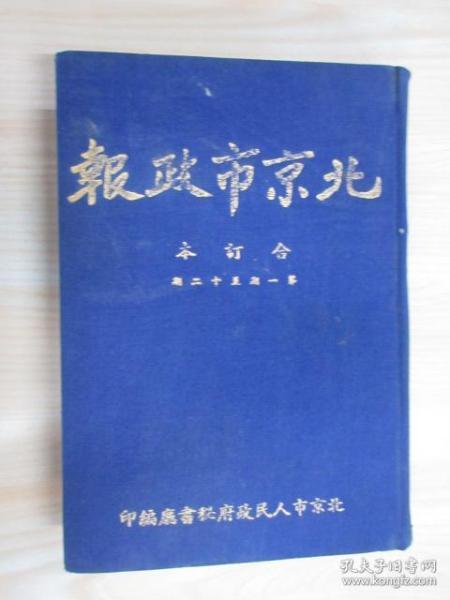 北京市政報
合訂本
第一期至十二期
北京市人民政府秘書廳編印
孔夫子旧书网
www.kongfz.com